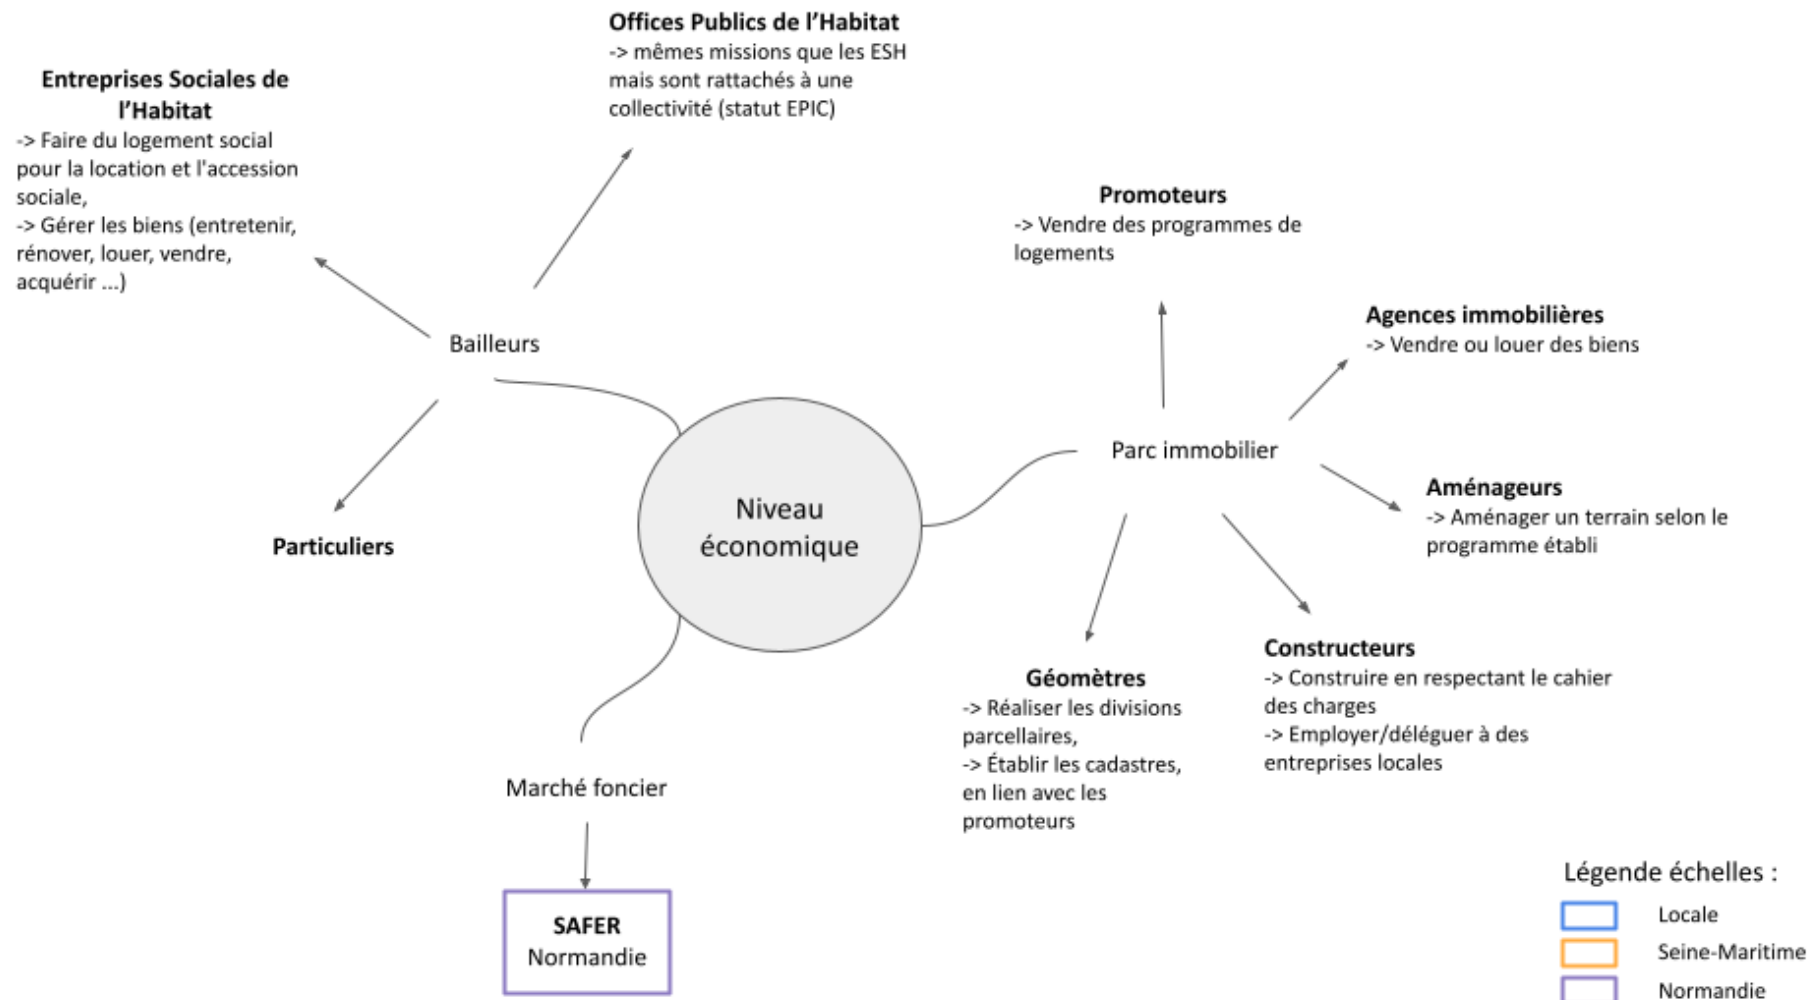 Offices Publics de l’Habitat
-> mêmes missions que les ESH
mais sont rattachés à une
collectivité (statut EPIC)
Entreprises Sociales de
l’Habitat
-> Faire du logement social
pour la location et l'accession
sociale,
-> Gérer les biens (entretenir,
rénover, louer, vendre,
acquérir ...)
Bailleurs
Particuliers
Niveau
économique
Promoteurs
-> Vendre des programmes de
logements
Agences immobilières
-> Vendre ou louer des biens
Parc immobilier
Aménageurs
-> Aménager un terrain selon le
programme établi
Constructeurs
-> Construire en respectant le cahier
des charges
-> Employer/déléguer à des
entreprises locales
Géomètres
-> Réaliser les divisions
parcellaires,
-> Établir les cadastres,
en lien avec les
promoteurs
Marché foncier
SAFER
Normandie
Légende échelles :
Locale
Seine-Maritime
Normandie